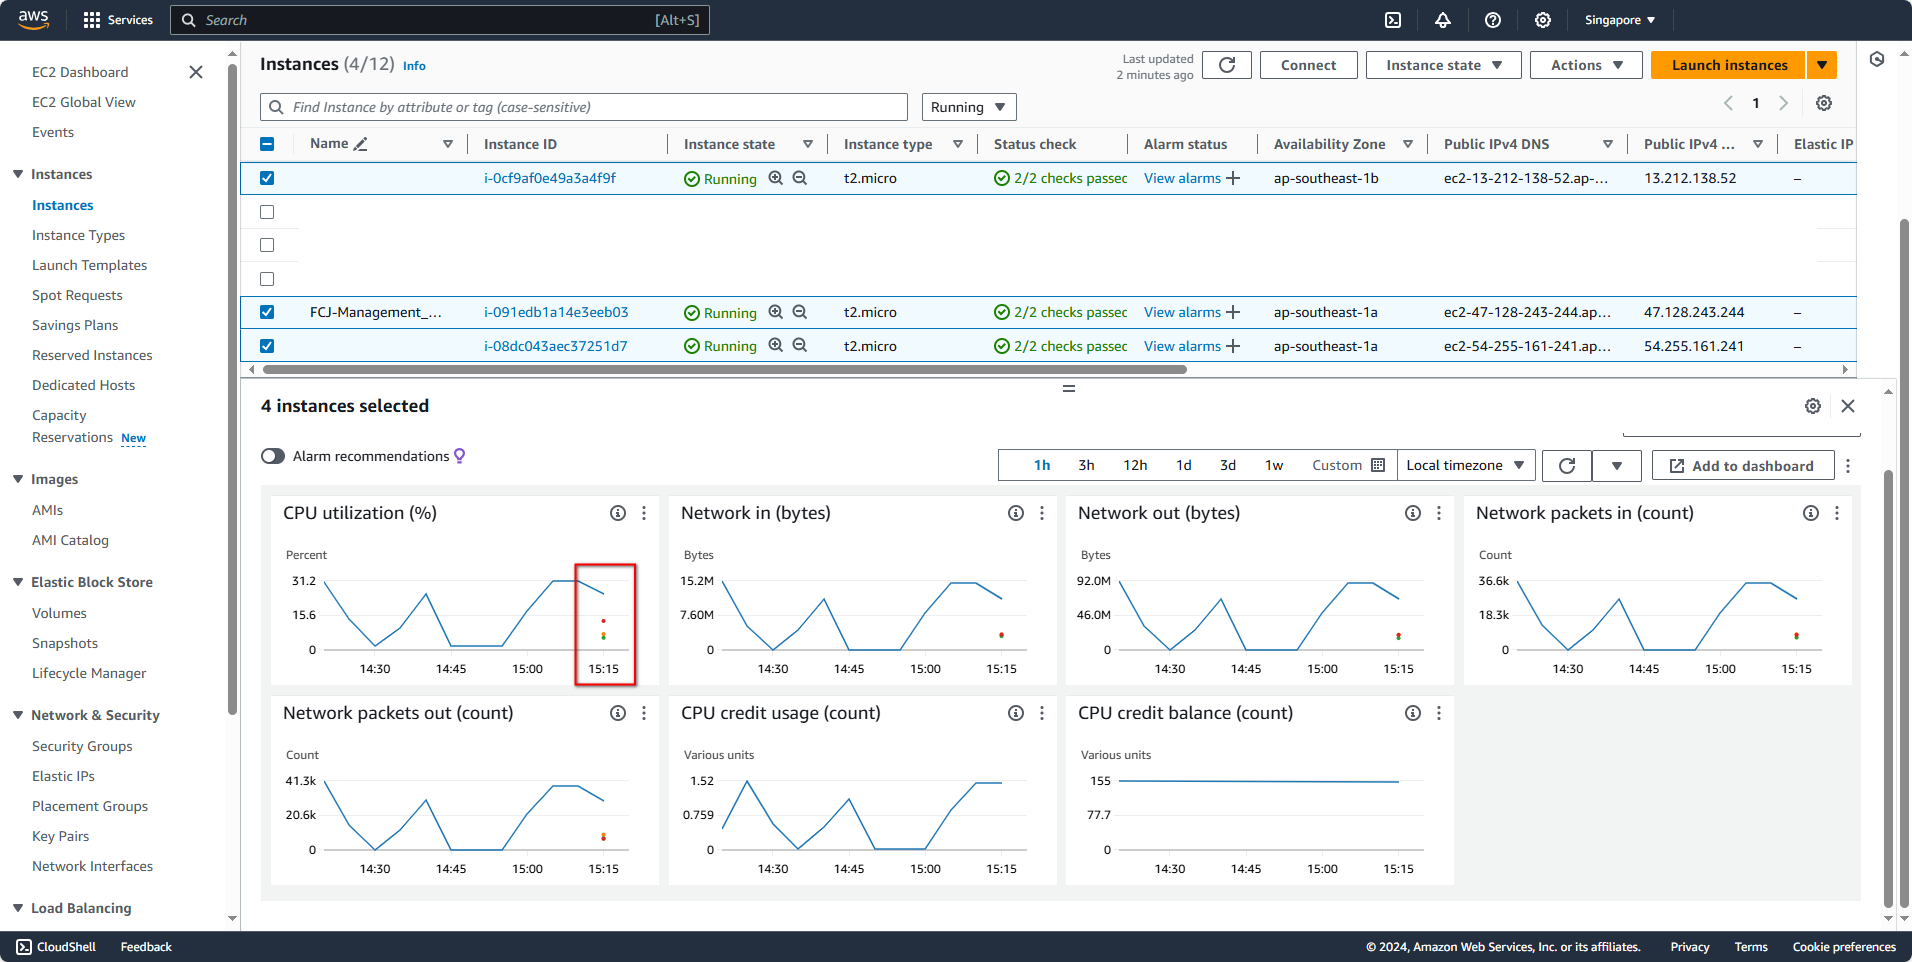 aws
Services
Search
[Alt+S]
Singapore
EC2 Dashboard
EC2 Global View
Events
Instances
Instances
Instance Types
Launch Templates
Spot Requests
Savings Plans
Reserved Instances
Dedicated Hosts
Capacity
Reservations New
Images
AMIs
AMI Catalog
Elastic Block Store
Volumes
Snapshots
Lifecycle Manager
Network & Security
Security Groups
Elastic IPs
Placement Groups
Key Pairs
Network Interfaces
Load Balancing
Instances (4/12) Info
Last updated
2 minutes ago
Connect
Instance state
Actions
Launch instances
Find Instance by attribute or tag (case-sensitive)
Running
1
Name Instance ID Instance state Instance type Status check Alarm status Availability Zone Public IPv4 DNS Public IPv4 ... Elastic IP
i-0cf9af0e49a3a4f9f Running t2.micro 2/2 checks passed View alarms + ap-southeast-1b ec2-13-212-138-52.ap-... 13.212.138.52 –
FCJ-Management_... i-091edb1a14e3eeb03 Running t2.micro 2/2 checks passed View alarms + ap-southeast-1a ec2-47-128-243-244.ap... 47.128.243.244 –
i-08dc043aec37251d7 Running t2.micro 2/2 checks passed View alarms + ap-southeast-1a ec2-54-255-161-241.ap... 54.255.161.241 –
4 instances selected
Alarm recommendations
1h 3h 12h 1d 3d 1w Custom Local timezone
Add to dashboard
CPU utilization (%)
Percent
31.2
15.6
0
14:30 14:45 15:00 15:15
Network in (bytes)
Bytes
15.2M
7.60M
0
14:30 14:45 15:00 15:15
Network out (bytes)
Bytes
92.0M
46.0M
0
14:30 14:45 15:00 15:15
Network packets in (count)
Count
36.6k
18.3k
0
14:30 14:45 15:00 15:15
Network packets out (count)
Count
41.3k
20.6k
0
14:30 14:45 15:00 15:15
CPU credit usage (count)
Various units
1.52
0.759
0
14:30 14:45 15:00 15:15
CPU credit balance (count)
Various units
155
77.7
0
14:30 14:45 15:00 15:15
CloudShell
Feedback
© 2024, Amazon Web Services, Inc. or its affiliates.
Privacy
Terms
Cookie preferences